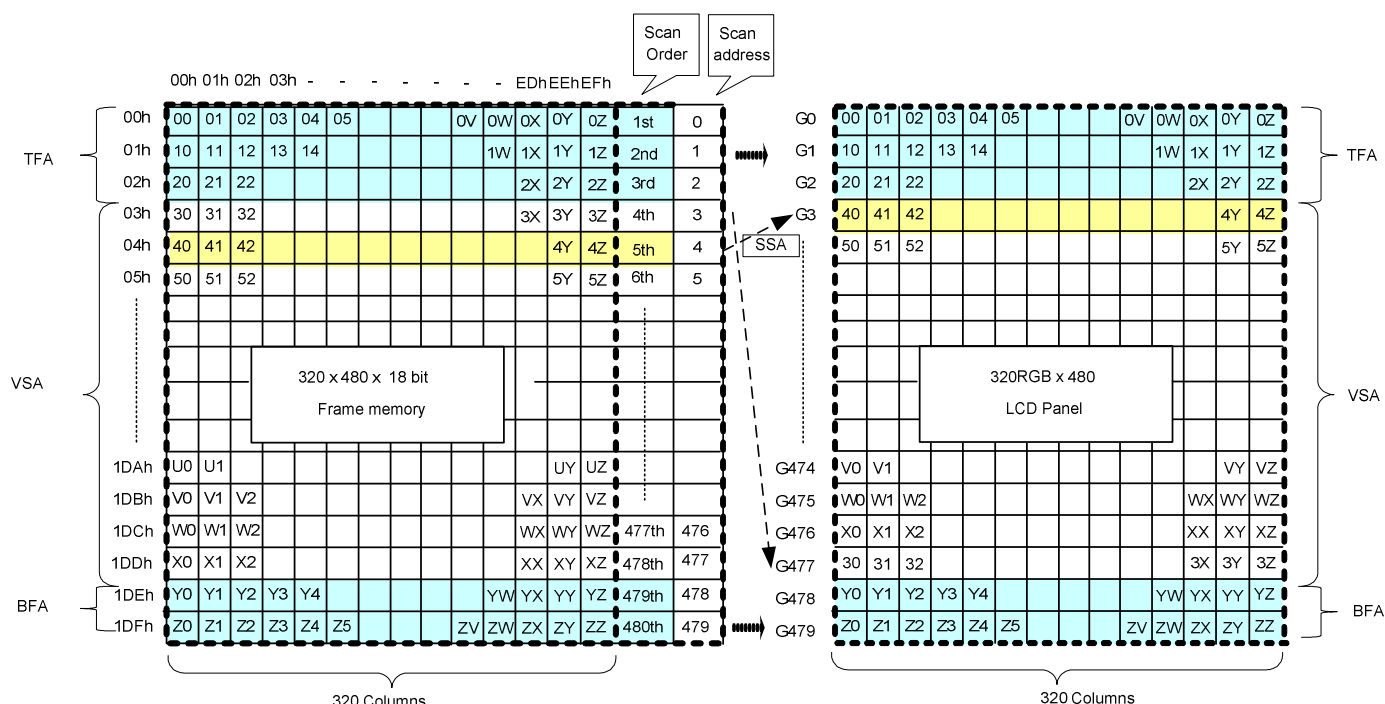 Scan Order
Scan address
00h 01h 02h 03h - - - - - - - EDh EEh EFh
00h 00 01 02 03 04 05 0V 0W 0X 0Y 0Z 1st 0
01h 10 11 12 13 14 1W 1X 1Y 1Z 2nd 1
02h 20 21 22 2X 2Y 2Z 3rd 2
TFA
03h 30 31 32 3X 3Y 3Z 4th 3
04h 40 41 42 4Y 4Z 5th 4
05h 50 51 52 5Y 5Z 6th 5
SSA
320 x 480 x 18 bit
Frame memory
VSA
1DAh U0 U1 UY UZ
1DBh V0 V1 V2 VX VY VZ
1DCh W0 W1 W2 WX WY WZ 477th 476
1DDh X0 X1 X2 XX XY XZ 478th 477
1DEh Y0 Y1 Y2 Y3 Y4 YW YX YY YZ 479th 478
1DFh Z0 Z1 Z2 Z3 Z4 Z5 ZV ZW ZX ZY ZZ 480th 479
BFA
320 Columns
G0 00 01 02 03 04 05 0V 0W 0X 0Y 0Z
G1 10 11 12 13 14 1W 1X 1Y 1Z
G2 20 21 22 2X 2Y 2Z
TFA
G3 40 41 42 4Y 4Z
50 51 52 5Y 5Z
320RGB x 480
LCD Panel
VSA
G474 V0 V1 VY VZ
G475 W0 W1 W2 WX WY WZ
G476 X0 X1 X2 XX XY XZ
G477 30 31 32 3X 3Y 3Z
G478 Y0 Y1 Y2 Y3 Y4 YW YX YY YZ
G479 Z0 Z1 Z2 Z3 Z4 Z5 ZV ZW ZX ZY ZZ
BFA
320 Columns